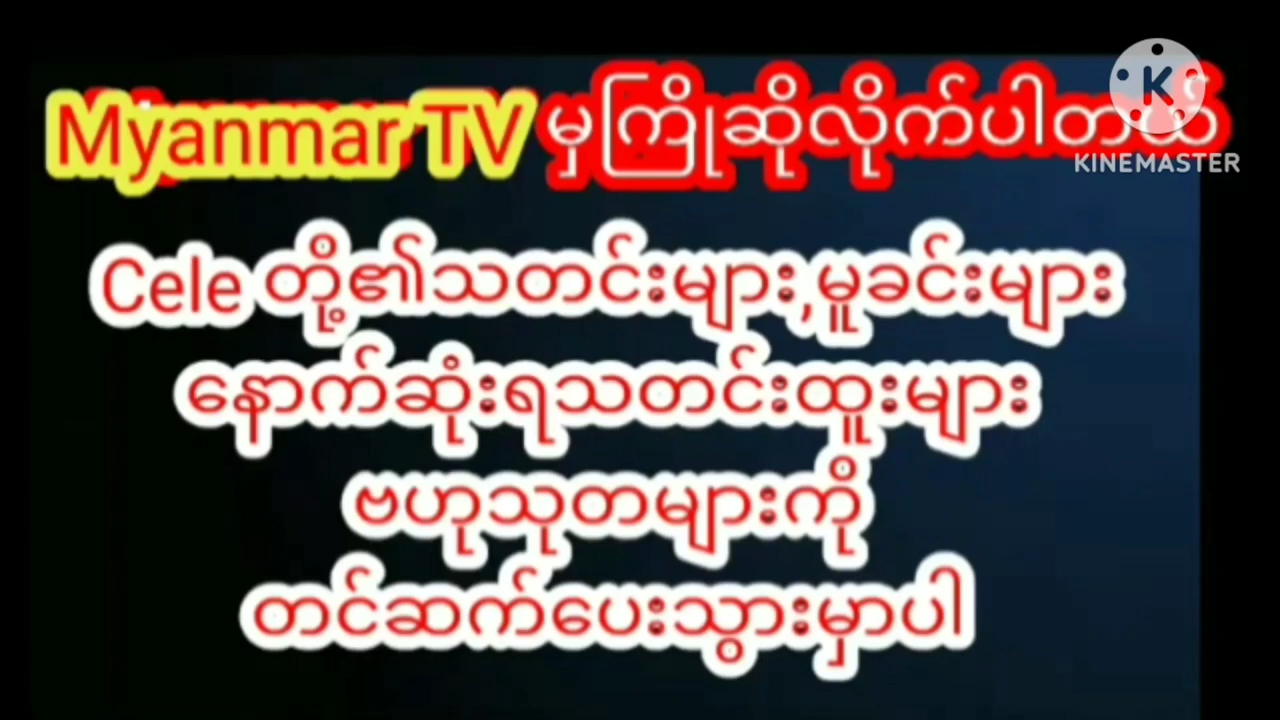 Myanmar TV မှကြိုဆိုလိုက်ပါတယ်
K
KINEMASTER
Cele တို့၏သတင်းများ,မူခင်းများ
နောက်ဆုံးရသတင်းထူးများ
ဗဟုသုတများကို
တင်ဆက်ပေးသွားမှာပါ